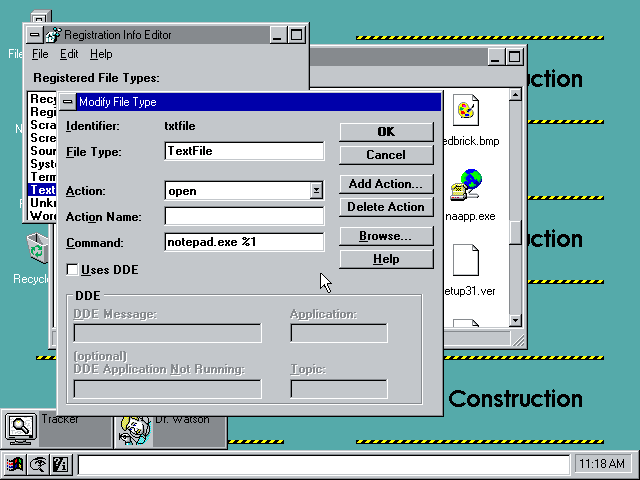 File
Registration Info Editor
File Edit Help
Registered File Types:
Recy
Regi
Scra
Scre
Sour
Syst
Term
Text
Unkn
Word
Recycle
Modify File Type
Identifier: txtfile
File Type: TextFile
Action: open
Action Name:
Command: notepad.exe %1
Uses DDE
OK
Cancel
Add Action...
Delete Action
Browse...
Help
DDE
DDE Message:
Application:
(optional)
DDE Application Not Running:
Topic:
edbrick.bmp
naapp.exe
etup31.ver
nstruction
nstruction
Construction
Tracker
Dr. Watson
11:18 AM